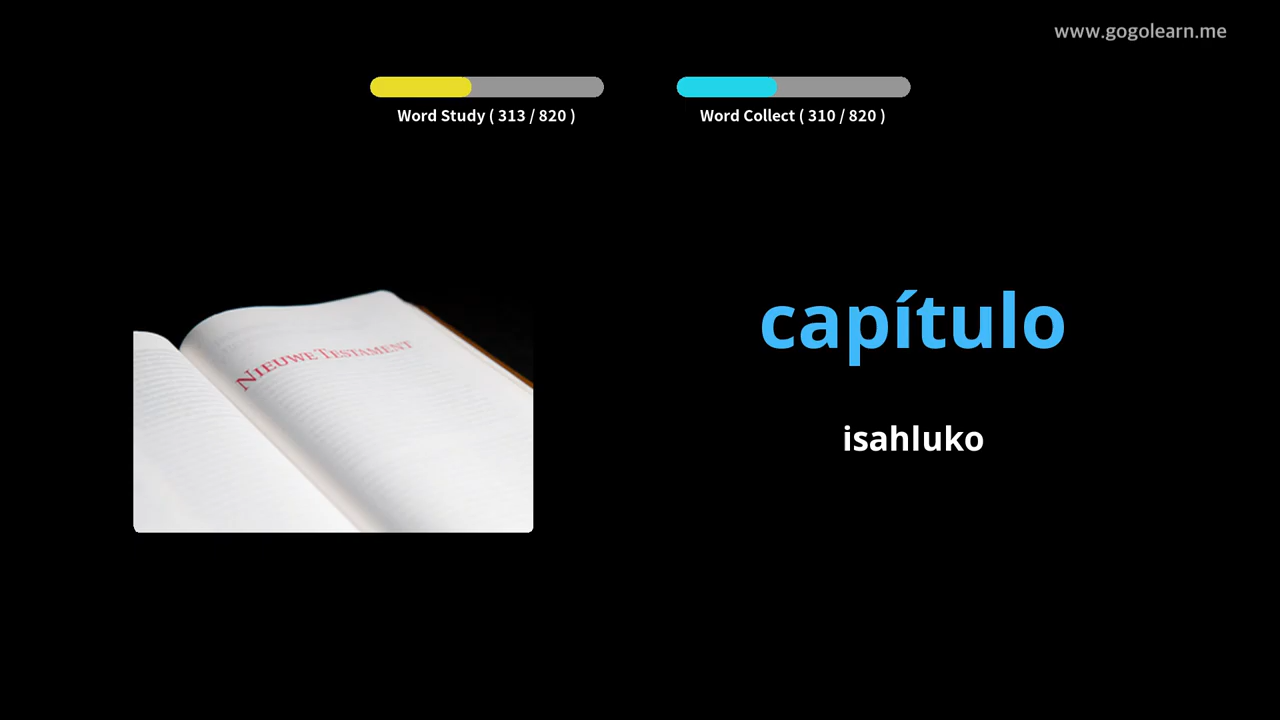 www.gogolearn.me
Word Study ( 313 / 820 )
Word Collect ( 310 / 820 )
NIEUWE TESTAMENT
capítulo
isahluko